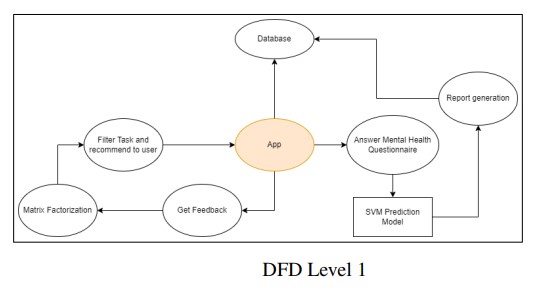 Database
Report generation
Filter Task and
recommend to user
App
Answer Mental Health
Questionnaire
Matrix Factorization
Get Feedback
SVM Prediction
Model
DFD Level 1